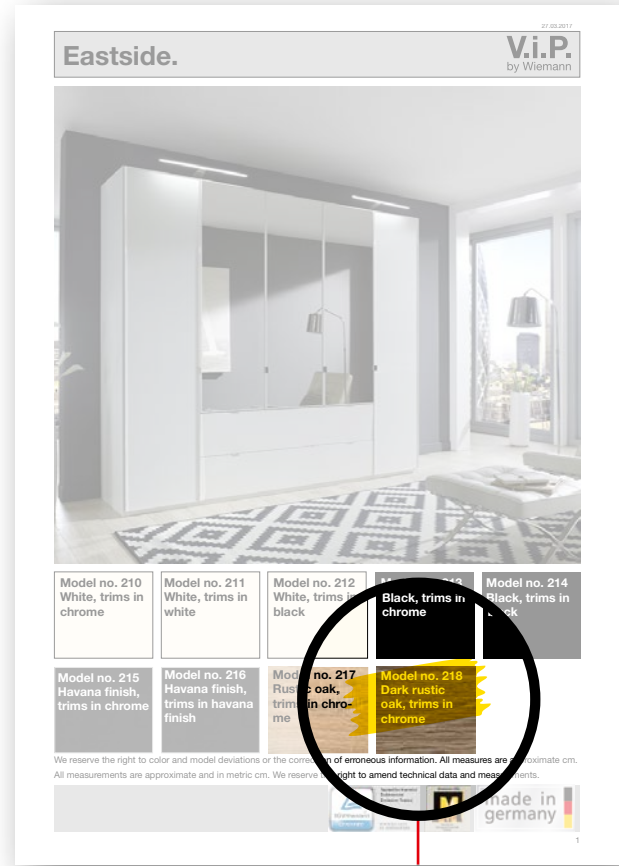 27.03.2017
Eastside.
V.i.P.
by Wiemann
Model no. 210
White, trims in
chrome
Model no. 211
White, trims in
white
Model no. 212
White, trims in
black
Model no. 213
Black, trims in
chrome
Model no. 214
Black, trims in
black
Model no. 215
Havana finish,
trims in chrome
Model no. 216
Havana finish,
trims in havana
finish
Model no. 217
Rustic oak,
trims in chro-
me
Model no. 218
Dark rustic
oak, trims in
chrome
We reserve the right to color and model deviations or the correction of erroneous information. All measures are approximate cm.
All measurements are approximate and in metric cm. We reserve the right to amend technical data and measurements.
made in
germany
1